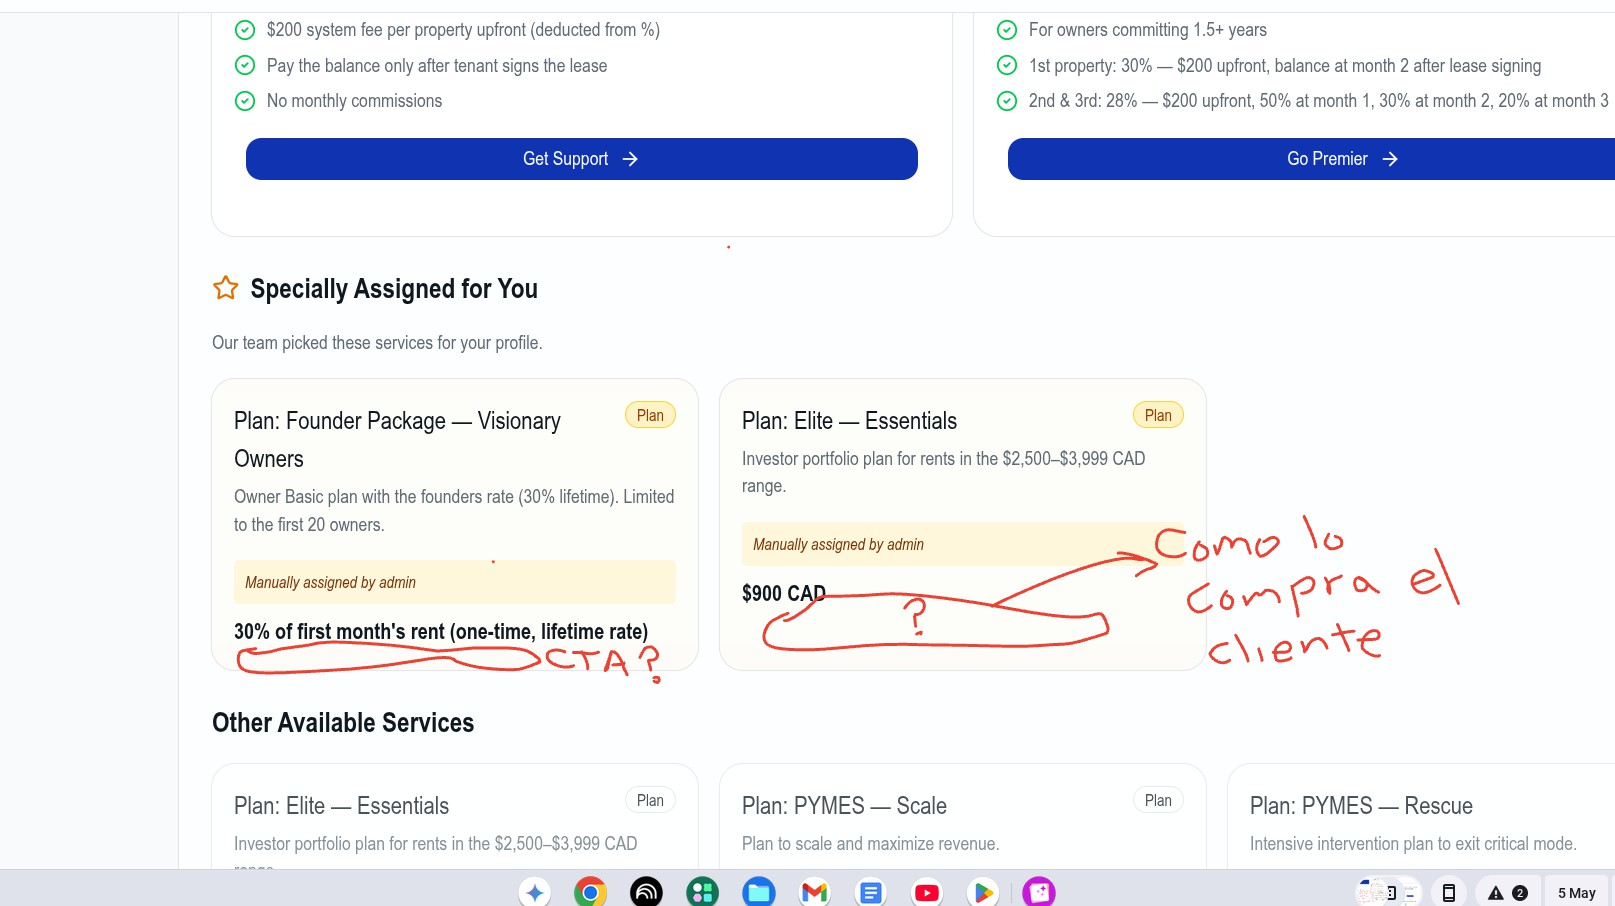 $200 system fee per property upfront (deducted from %)
Pay the balance only after tenant signs the lease
No monthly commissions
Get Support
For owners committing 1.5+ years
1st property: 30% — $200 upfront, balance at month 2 after lease signing
2nd & 3rd: 28% — $200 upfront, 50% at month 1, 30% at month 2, 20% at month 3
Go Premier
Specially Assigned for You
Our team picked these services for your profile.
Plan: Founder Package — Visionary
Owners
Plan
Owner Basic plan with the founders rate (30% lifetime). Limited
to the first 20 owners.
Manually assigned by admin
30% of first month's rent (one-time, lifetime rate)
CTA?
Plan: Elite — Essentials
Plan
Investor portfolio plan for rents in the $2,500–$3,999 CAD
range.
Manually assigned by admin
$900 CAD
?
Como lo
compra el
cliente
Other Available Services
Plan: Elite — Essentials
Plan
Investor portfolio plan for rents in the $2,500–$3,999 CAD
range.
Plan: PYMES — Scale
Plan
Plan to scale and maximize revenue.
Plan: PYMES — Rescue
Intensive intervention plan to exit critical mode.
2
5 May